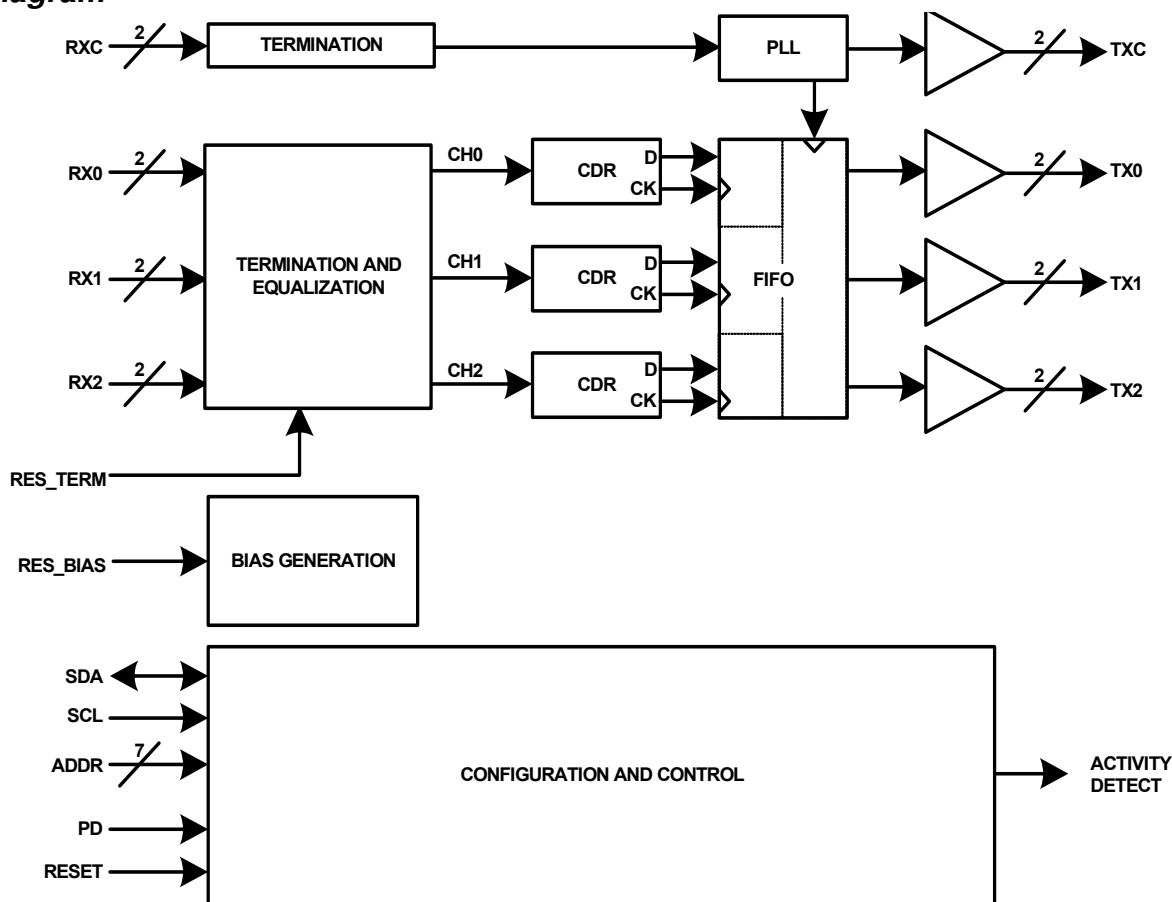 RXC 2 TERMINATION PLL 2 TXC
RX0 2 CH0 CDR D CK 2 TX0
RX1 2 TERMINATION AND EQUALIZATION CH1 CDR D CK FIFO 2 TX1
RX2 2 CH2 CDR D CK 2 TX2
RES_TERM
RES_BIAS BIAS GENERATION
SDA
SCL
ADDR 7
CONFIGURATION AND CONTROL
ACTIVITY
DETECT
PD
RESET